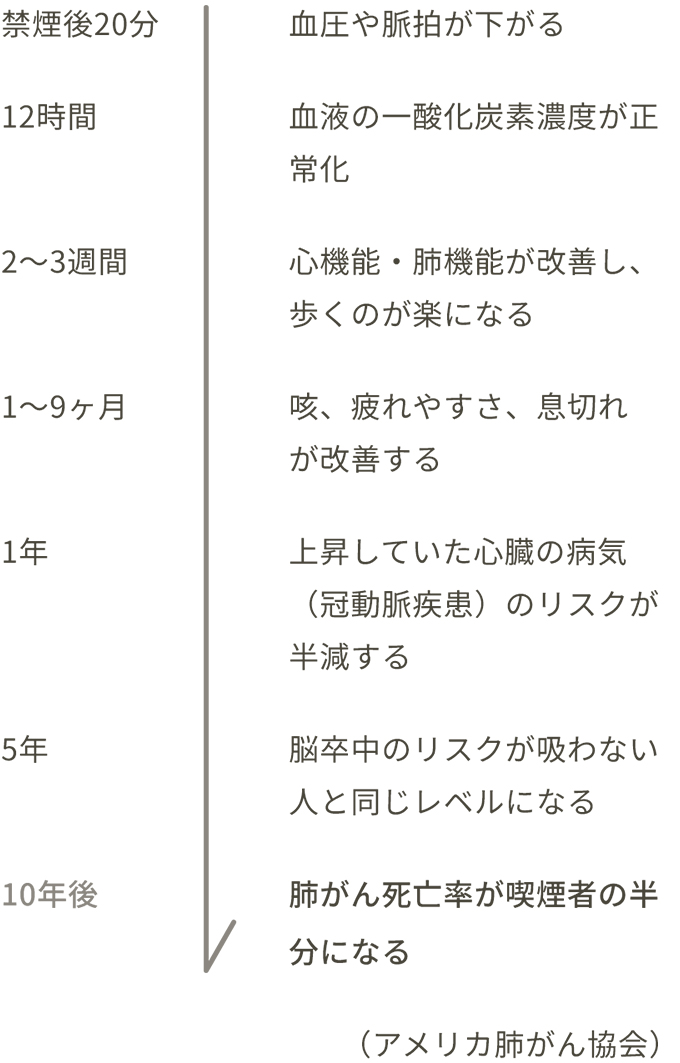 禁煙後20分
血圧や脈拍が下がる
12時間
血液の一酸化炭素濃度が正
常化
2〜3週間
心機能・肺機能が改善し、
歩くのが楽になる
1〜9ヶ月
咳、疲れやすさ、息切れ
が改善する
1年
上昇していた心臓の病気
（冠動脈疾患）のリスクが
半減する
5年
脳卒中のリスクが吸わない
人と同じレベルになる
10年後
肺がん死亡率が喫煙者の半
分になる
（アメリカ肺がん協会）